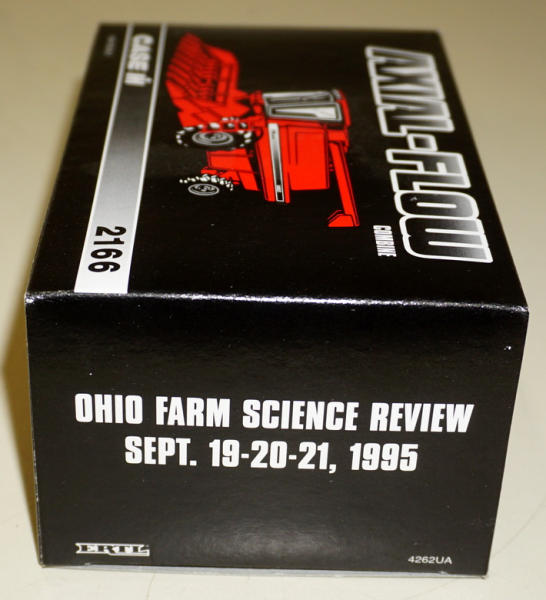 AXIAL-FLOW
COMBINE
CASE IH
2166
OHIO FARM SCIENCE REVIEW
SEPT. 19-20-21, 1995
ERTL
4262UA